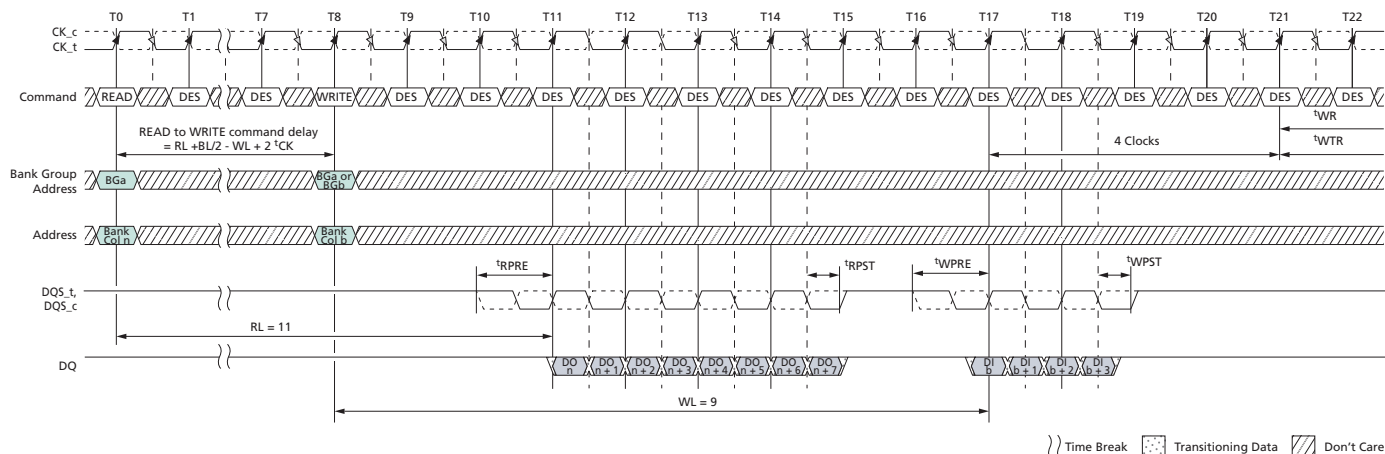 T0 T1 T7 T8 T9 T10 T11 T12 T13 T14 T15 T16 T17 T18 T19 T20 T21 T22
CK_c
CK_t
Command READ DES DES WRITE DES DES DES DES DES DES DES DES DES DES DES DES DES DES
tWR
READ to WRITE command delay
= RL +BL/2 - WL + 2 tCK
4 Clocks
tWTR
Bank Group
Address
BGa
BGa or
BGb
Address
Bank
Col n
Bank
Col b
tRPRE tRPST tWPRE tWPST
DQS_t,
DQS_c
RL = 11
DQ
DO n DO n + 1 DO n + 2 DO n + 3 DO n + 4 DO n + 5 DO n + 6 DO n + 7 DI b DI b + 1 DI b + 2 DI b + 3
WL = 9
Time Break Transitioning Data Don't Care